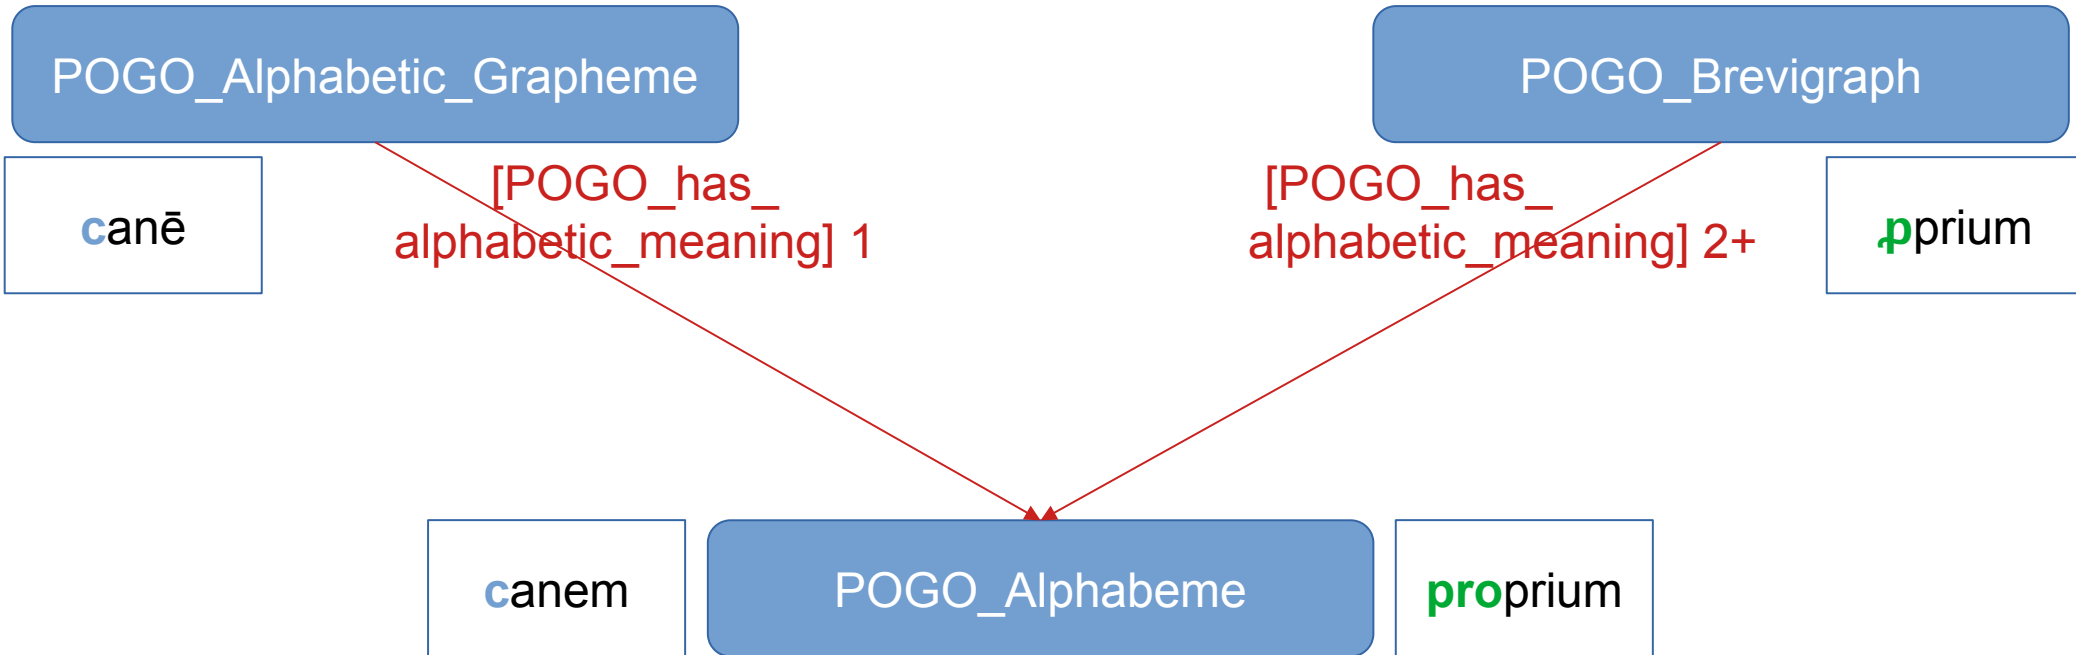 POGO_Alphabetic_Grapheme
POGO_Brevigraph
[POGO_has_
alphabetic_meaning] 1
[POGO_has_
alphabetic_meaning] 2+
canē
ꝓprium
canem
POGO_Alphabeme
proprium